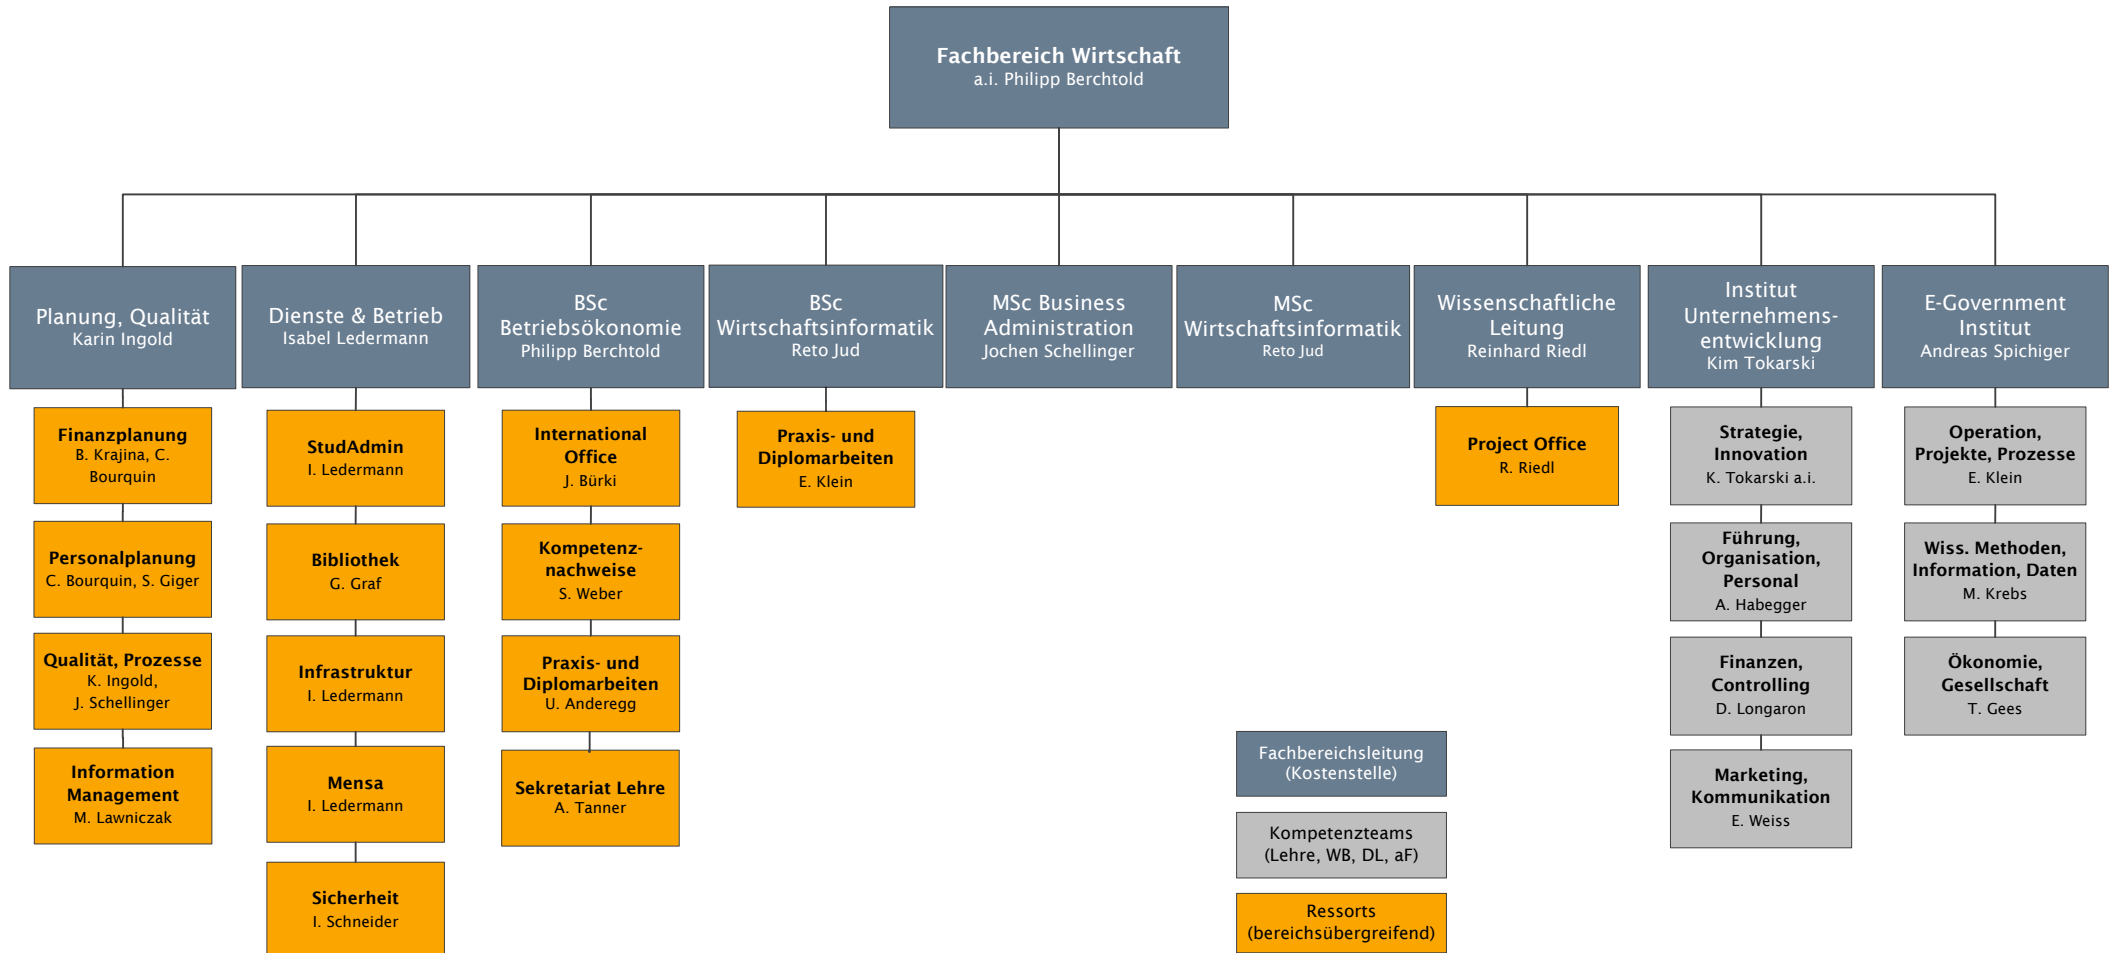 Fachbereich Wirtschaft
a.i. Philipp Berchtold
Planung, Qualität
Karin Ingold
Dienste & Betrieb
Isabel Ledermann
BSc
Betriebsökonomie
Philipp Berchtold
BSc
Wirtschaftsinformatik
Reto Jud
MSc Business
Administration
Jochen Schellinger
MSc
Wirtschaftsinformatik
Reto Jud
Wissenschaftliche
Leitung
Reinhard Riedl
Institut
Unternehmens-
entwicklung
Kim Tokarski
E-Government
Institut
Andreas Spichiger
Finanzplanung
B. Krajina, C.
Bourquin
Personalplanung
C. Bourquin, S. Giger
Qualität, Prozesse
K. Ingold,
J. Schellinger
Information
Management
M. Lawniczak
StudAdmin
I. Ledermann
Bibliothek
G. Graf
Infrastruktur
I. Ledermann
Mensa
I. Ledermann
Sicherheit
I. Schneider
International
Office
J. Bürki
Kompetenz-
nachweise
S. Weber
Praxis- und
Diplomarbeiten
U. Anderegg
Sekretariat Lehre
A. Tanner
Praxis- und
Diplomarbeiten
E. Klein
Project Office
R. Riedl
Strategie,
Innovation
K. Tokarski a.i.
Führung,
Organisation,
Personal
A. Habegger
Finanzen,
Controlling
D. Longaron
Marketing,
Kommunikation
E. Weiss
Operation,
Projekte, Prozesse
E. Klein
Wiss. Methoden,
Information, Daten
M. Krebs
Ökonomie,
Gesellschaft
T. Gees
Fachbereichsleitung
(Kostenstelle)
Kompetenzteams
(Lehre, WB, DL, aF)
Ressorts
(bereichsübergreifend)